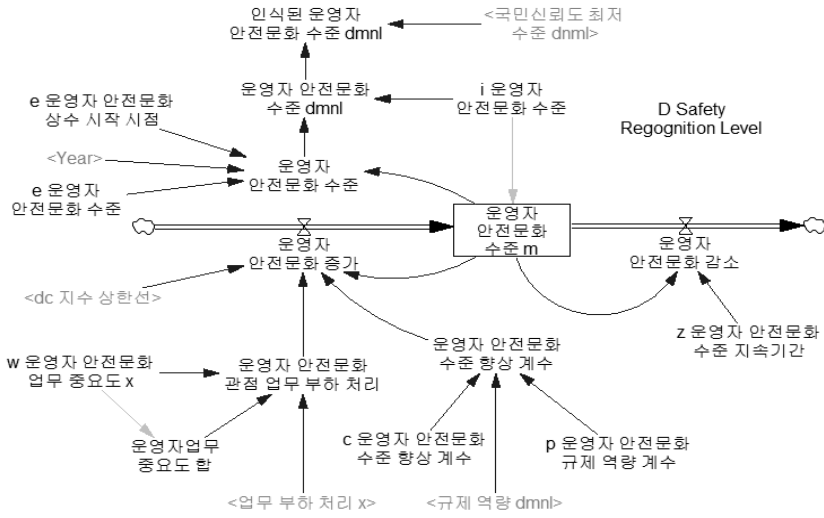 인식된 운영자
안전문화 수준 dmnl
<국민신뢰도 최저
수준 dnml>
e 운영자 안전문화
상수 시작 시점
운영자 안전문화
수준 dmnl
i 운영자
안전문화 수준
D Safety
Regognition Level
<Year>
운영자
안전문화 수준
e 운영자
안전문화 수준
운영자
안전문화
수준 m
운영자
안전문화 증가
운영자
안전문화 감소
<dc 지수 상한선>
z 운영자 안전문화
수준 지속기간
w 운영자 안전문화
업무 중요도 x
운영자 안전문화
관점 업무 부하 처리
운영자 안전문화
수준 향상 계수
운영자업무
중요도 합
c 운영자 안전문화
수준 향상 계수
p 운영자 안전문화
규제 역량 계수
<업무 부하 처리 x>
<규제 역량 dmnl>